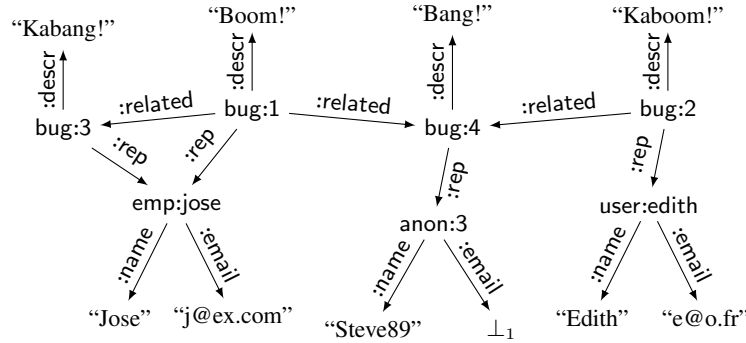 “Kabang!” “Boom!” “Bang!” “Kaboom!”
:descr :descr :descr :descr
:related :related :related
bug:3 bug:1 bug:4 bug:2
:rep :rep :rep :rep
emp:jose anon:3 user:edith
:name :email :name :email :name :email
“Jose” “j@ex.com” “Steve89” ⊥₁ “Edith” “e@o.fr”